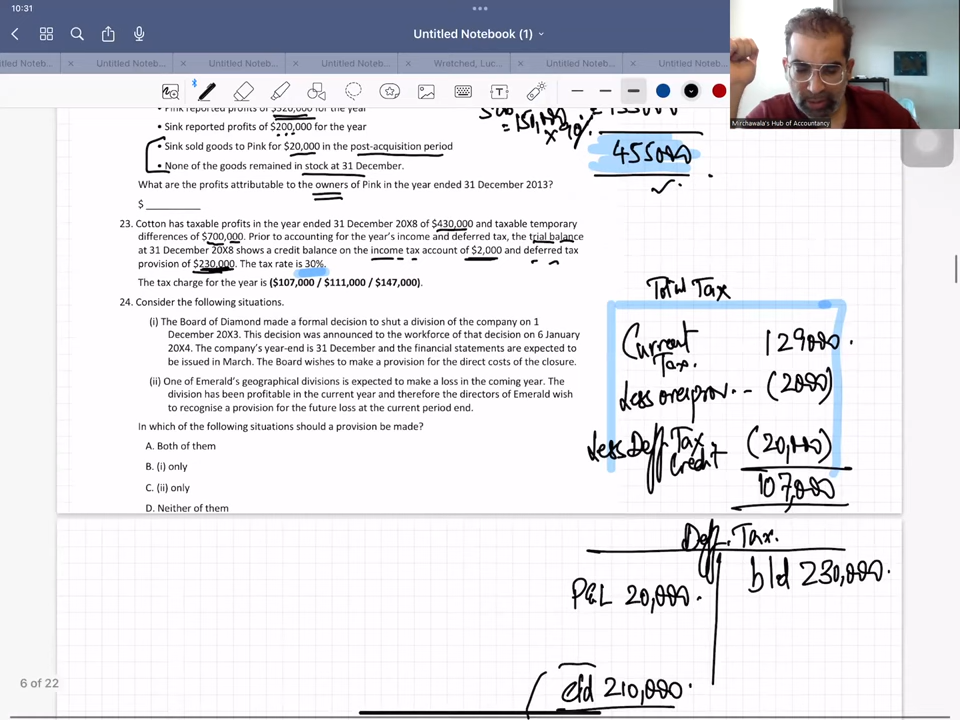 10:31
Untitled Notebook (1)
led Notebook (1)
Untitled Noteb...
Untitled Noteb...
Untitled Noteb...
Wretched, Luc...
Untitled Noteb...
Untitled Noteb...
Mirchawala's Hub of Accountancy
• Pink reported profits of $320,000 for the year
• Sink reported profits of $200,000 for the year
• Sink sold goods to Pink for $20,000 in the post-acquisition period
• None of the goods remained in stock at 31 December.
What are the profits attributable to the owners of Pink in the year ended 31 December 2013?
$ __________
455000
23. Cotton has taxable profits in the year ended 31 December 20X8 of $430,000 and taxable temporary
differences of $700,000. Prior to accounting for the year's income and deferred tax, the trial balance
at 31 December 20X8 shows a credit balance on the income tax account of $2,000 and deferred tax
provision of $230,000. The tax rate is 30%.
The tax charge for the year is ($107,000 / $111,000 / $147,000).
24. Consider the following situations.
(i) The Board of Diamond made a formal decision to shut a division of the company on 1
December 20X3. This decision was announced to the workforce of that decision on 6 January
20X4. The company's year-end is 31 December and the financial statements are expected to
be issued in March. The Board wishes to make a provision for the direct costs of the closure.
(ii) One of Emerald's geographical divisions is expected to make a loss in the coming year. The
division has been profitable in the current year and therefore the directors of Emerald wish
to recognise a provision for the future loss at the current period end.
In which of the following situations should a provision be made?
A. Both of them
B. (i) only
C. (ii) only
D. Neither of them
Total Tax
Current Tax. 129000.
Less overprov. -- (2000)
Less Deff. Tax Credit (20,000)
107,000
Deff. Tax.
b/d 230,000.
P&L 20,000.
c/d 210,000.
6 of 22